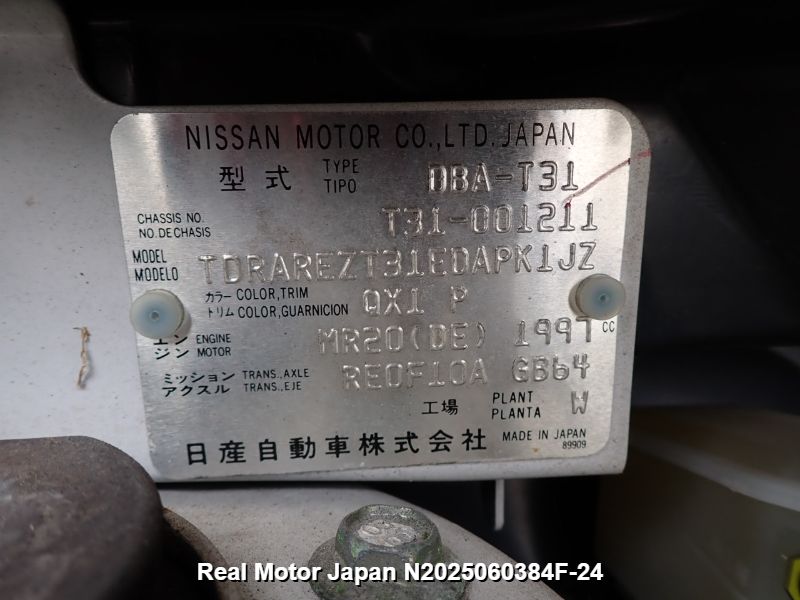 NISSAN MOTOR CO.,LTD. JAPAN
型式 TYPE TIPO DBA-T31
CHASSIS NO. NO. DE CHASIS T31-001211
MODEL MODELO TDRAREZT31EDAPK1JZ
カラー COLOR,TRIM
トリム COLOR,GUARNICION QX1 P
エンジン ENGINE MOTOR MR20(DE) 1997 CC
ミッション TRANS.,AXLE
アクスル TRANS.,EJE RE0F10A GB64
工場 PLANT PLANTA W
日産自動車株式会社 MADE IN JAPAN
89909
Real Motor Japan N2025060384F-24